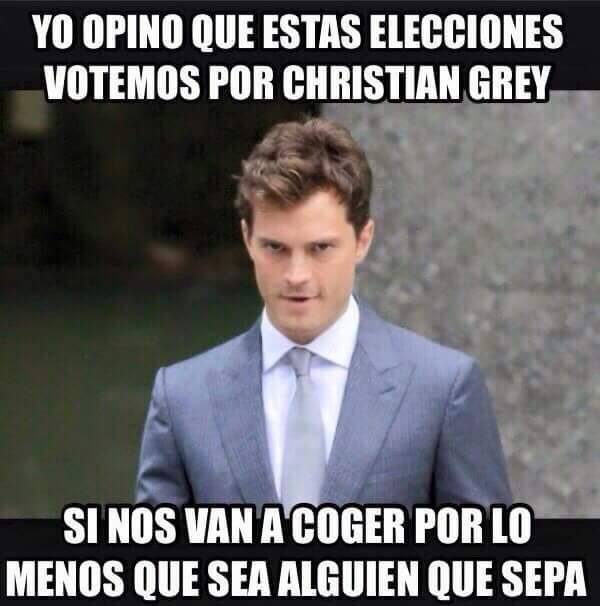 YO OPINO QUE ESTAS ELECCIONES
VOTEMOS POR CHRISTIAN GREY
SI NOS VAN A COGER POR LO
MENOS QUE SEA ALGUIEN QUE SEPA